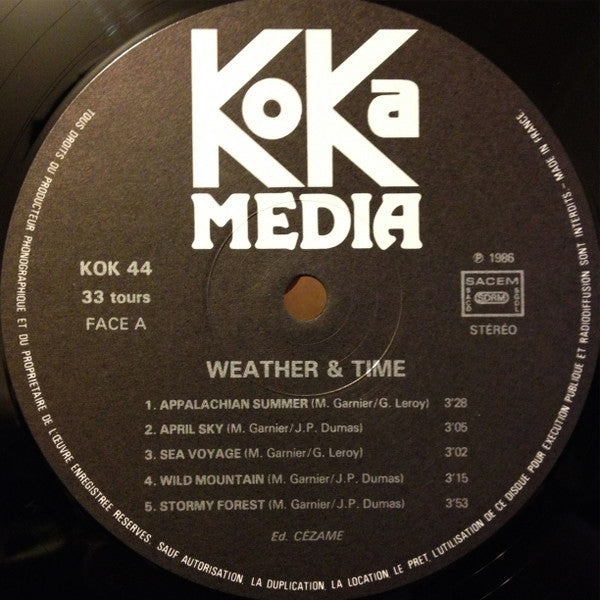 KoKa
MEDIA
KOK 44
33 tours
FACE A
℗ 1986
SACEM
SACD
SDRM
SGDL
STÉRÉO
WEATHER & TIME
1. APPALACHIAN SUMMER (M. Garnier/G. Leroy) 3'28
2. APRIL SKY (M. Garnier/J.P. Dumas) 3'05
3. SEA VOYAGE (M. Garnier/G. Leroy) 3'02
4. WILD MOUNTAIN (M. Garnier/J.P. Dumas) 3'15
5. STORMY FOREST (M. Garnier/J.P. Dumas) 3'53
Ed. CÉZAME
TOUS DROITS DU PRODUCTEUR PHONOGRAPHIQUE ET DU PROPRIETAIRE DE L'ŒUVRE ENREGISTREE RESERVES. SAUF AUTORISATION, LA DUPLICATION, LA LOCATION, LE PRET, L'UTILISATION DE CE DISQUE POUR EXECUTION PUBLIQUE ET RADIODIFFUSION SONT INTERDITS - MADE IN FRANCE.